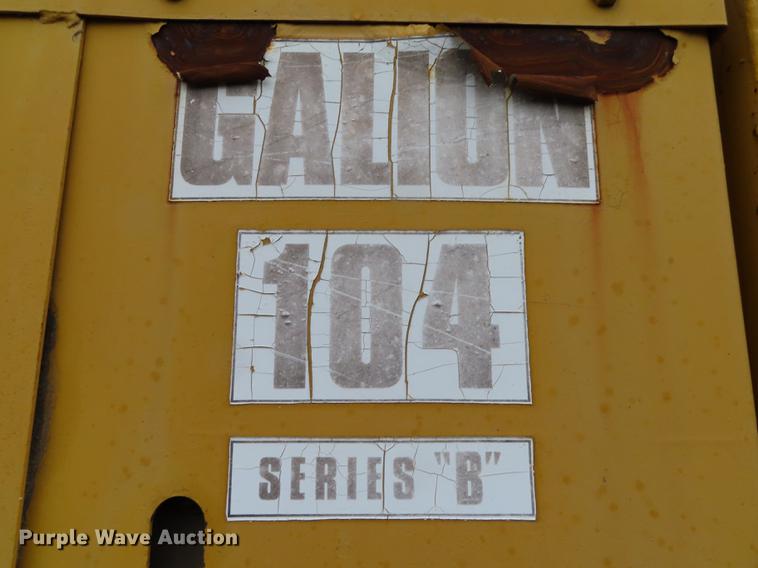 GALION
104
SERIES "B"
Purple Wave Auction